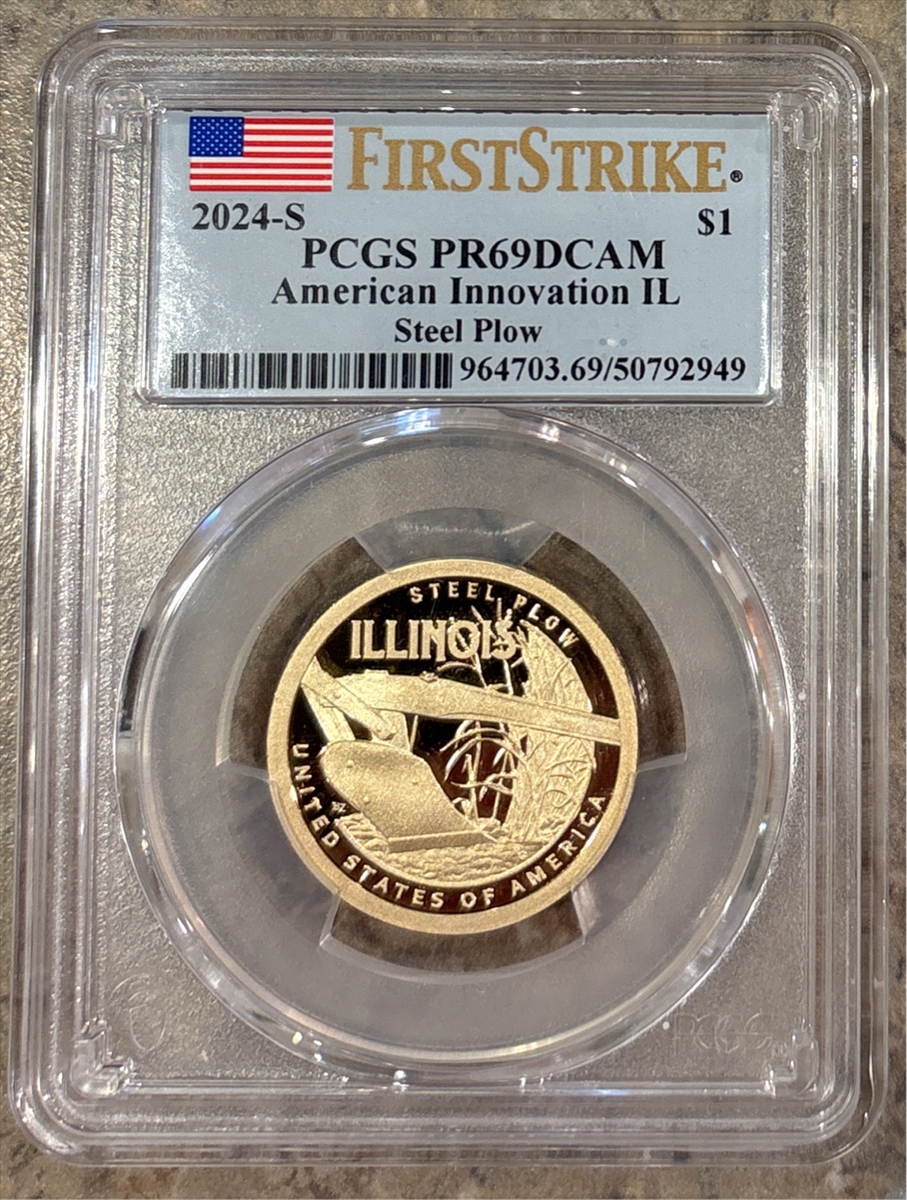 FIRSTSTRIKE®
2024-S $1
PCGS PR69DCAM
American Innovation IL
Steel Plow
964703.69/50792949
STEEL PLOW
ILLINOIS
UNITED STATES OF AMERICA
PCGS